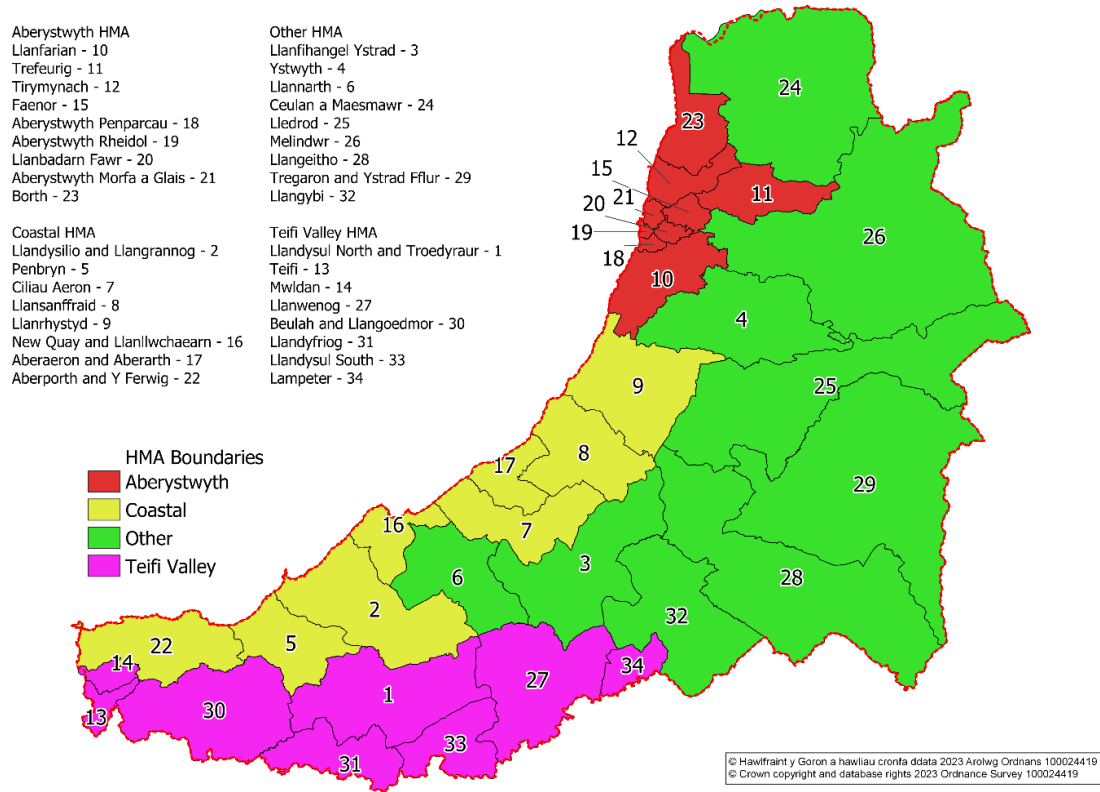 Aberystwyth HMA
Llanfarian - 10
Trefeurig - 11
Tirymynach - 12
Faenor - 15
Aberystwyth Penparcau - 18
Aberystwyth Rheidol - 19
Llanbadarn Fawr - 20
Aberystwyth Morfa a Glais - 21
Borth - 23
Other HMA
Llanfihangel Ystrad - 3
Ystwyth - 4
Llannarth - 6
Ceulan a Maesmawr - 24
Lledrod - 25
Melindwr - 26
Llangeitho - 28
Tregaron and Ystrad Fflur - 29
Llangybi - 32
Coastal HMA
Llandysilio and Llangrannog - 2
Penbryn - 5
Ciliau Aeron - 7
Llansanffraid - 8
Llanrhystyd - 9
New Quay and Llanllwchaearn - 16
Aberaeron and Aberarth - 17
Aberporth and Y Ferwig - 22
Teifi Valley HMA
Llandysul North and Troedyraur - 1
Teifi - 13
Mwldan - 14
Llanwenog - 27
Beulah and Llangoedmor - 30
Llandyfriog - 31
Llandysul South - 33
Lampeter - 34
HMA Boundaries
Aberystwyth
Coastal
Other
Teifi Valley
24
23
12
15
11
21
20
19
18
26
10
4
9
25
8
17
29
16
7
6
3
28
2
32
22
5
14
34
27
1
30
13
33
31
© Hawlfraint y Goron a hawliau cronfa ddata 2023 Arolwg Ordnans 100024419
© Crown copyright and database rights 2023 Ordnance Survey 100024419